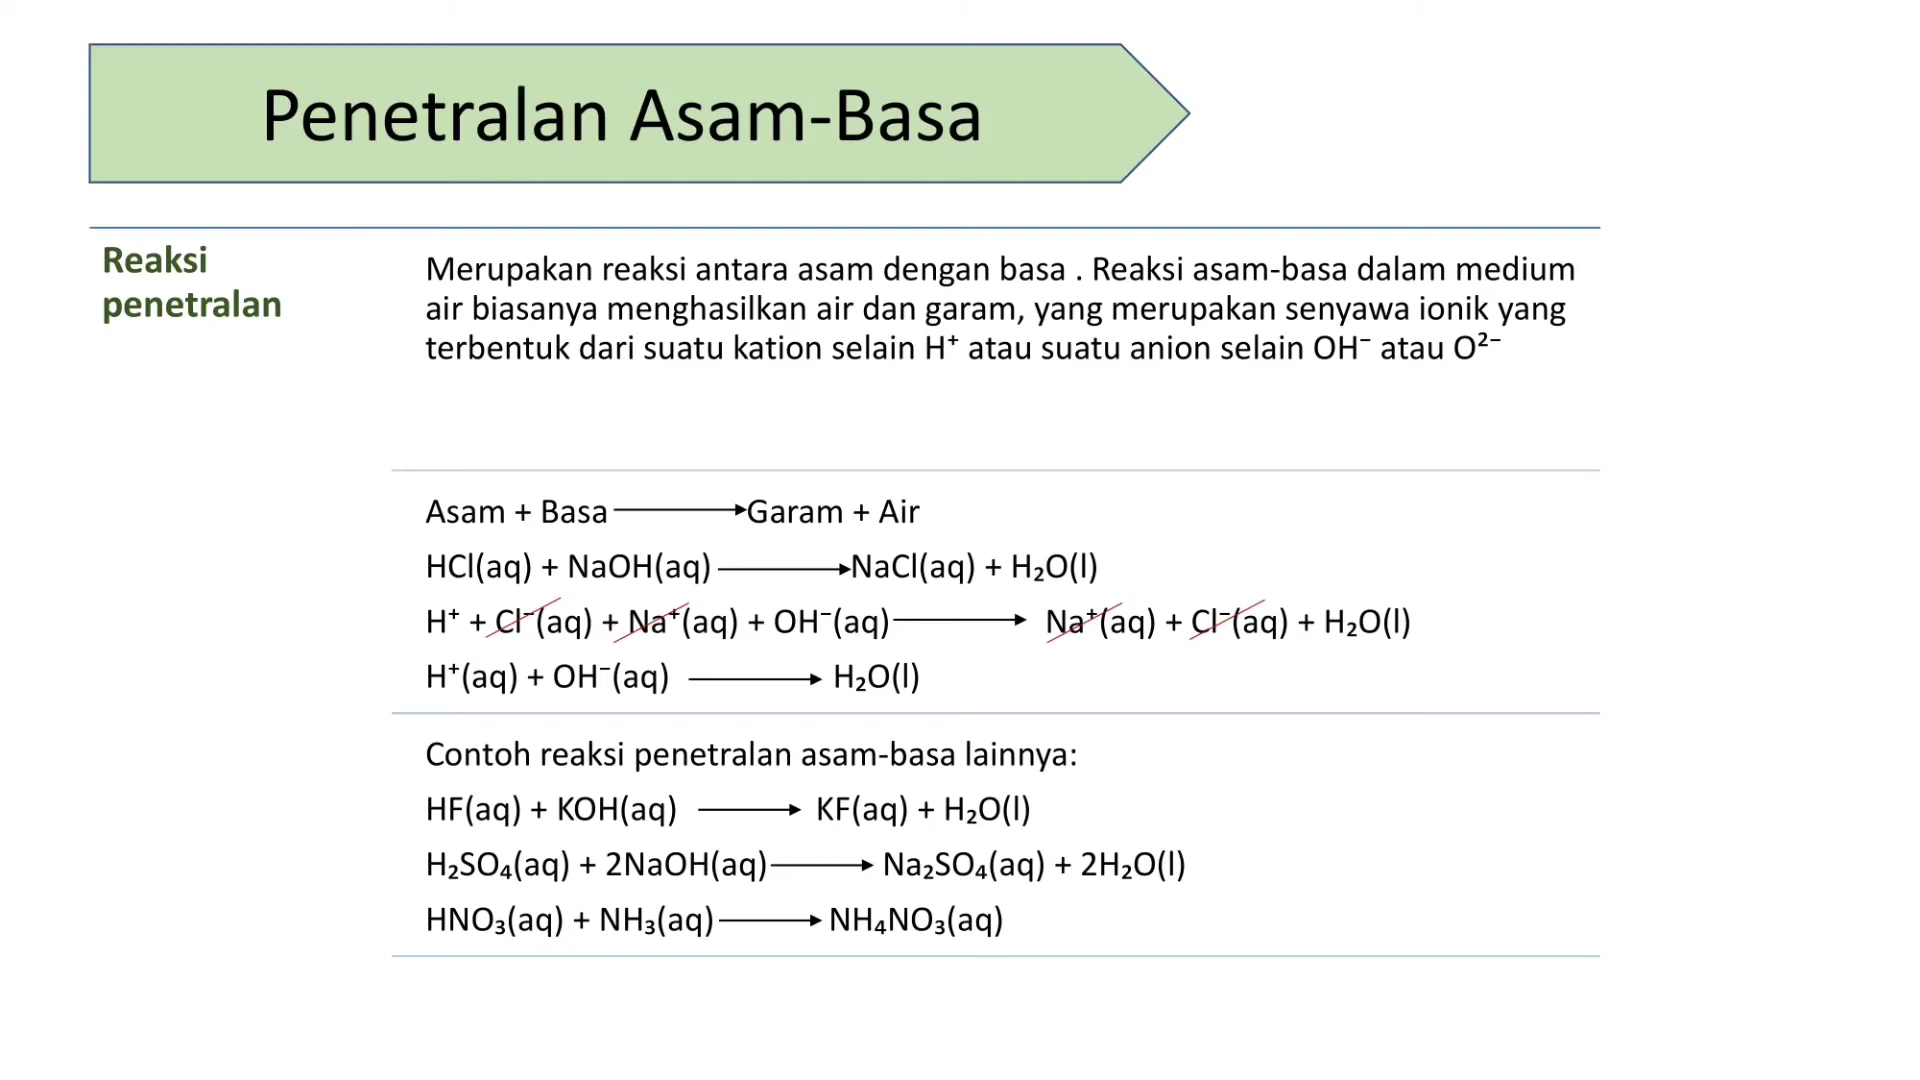 Penetralan Asam-Basa
Reaksi
penetralan
Merupakan reaksi antara asam dengan basa . Reaksi asam-basa dalam medium
air biasanya menghasilkan air dan garam, yang merupakan senyawa ionik yang
terbentuk dari suatu kation selain H⁺ atau suatu anion selain OH⁻ atau O²⁻
Asam + Basa → Garam + Air
HCl(aq) + NaOH(aq) → NaCl(aq) + H₂O(l)
H⁺ + Cl⁻(aq) + Na⁺(aq) + OH⁻(aq) → Na⁺(aq) + Cl⁻(aq) + H₂O(l)
H⁺(aq) + OH⁻(aq) → H₂O(l)
Contoh reaksi penetralan asam-basa lainnya:
HF(aq) + KOH(aq) → KF(aq) + H₂O(l)
H₂SO₄(aq) + 2NaOH(aq) → Na₂SO₄(aq) + 2H₂O(l)
HNO₃(aq) + NH₃(aq) → NH₄NO₃(aq)